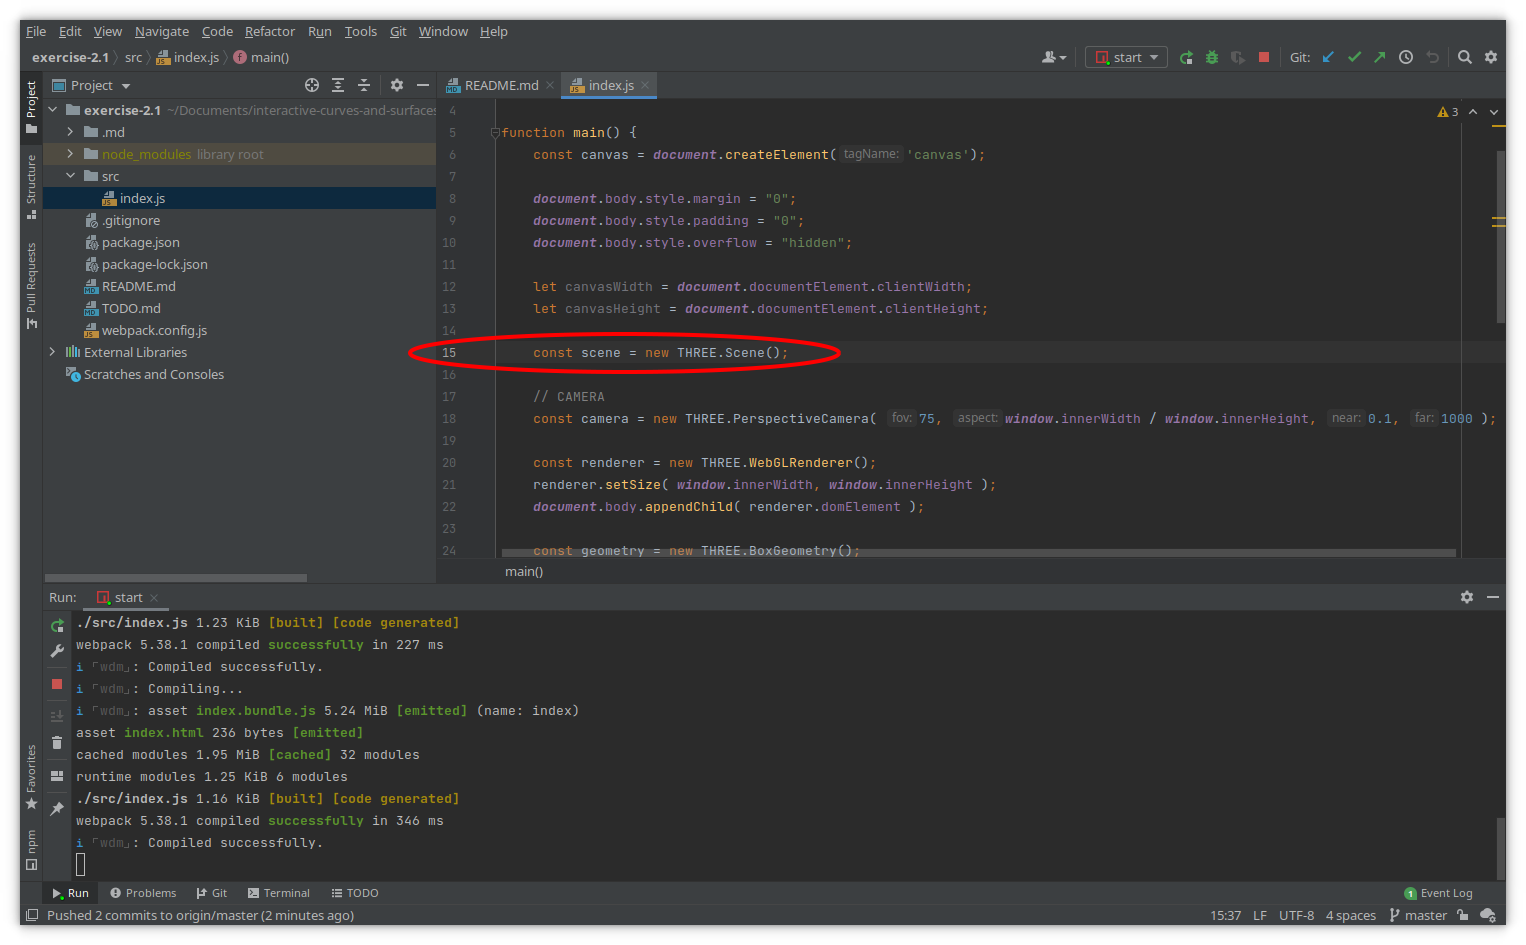 File Edit View Navigate Code Refactor Run Tools Git Window Help
exercise-2.1 src index.js main()
start Git:
Project
README.md index.js
Project
Structure
Pull Requests
Favorites
npm
exercise-2.1 ~/Documents/interactive-curves-and-surfaces
.md
node_modules library root
src
index.js
.gitignore
package.json
package-lock.json
README.md
TODO.md
webpack.config.js
External Libraries
Scratches and Consoles
3
4
5 function main() {
6 const canvas = document.createElement( tagName: 'canvas');
7
8 document.body.style.margin = "0";
9 document.body.style.padding = "0";
10 document.body.style.overflow = "hidden";
11
12 let canvasWidth = document.documentElement.clientWidth;
13 let canvasHeight = document.documentElement.clientHeight;
14
15 const scene = new THREE.Scene();
16
17 // CAMERA
18 const camera = new THREE.PerspectiveCamera( fov: 75, aspect: window.innerWidth / window.innerHeight, near: 0.1, far: 1000 );
19
20 const renderer = new THREE.WebGLRenderer();
21 renderer.setSize( window.innerWidth, window.innerHeight );
22 document.body.appendChild( renderer.domElement );
23
24 const geometry = new THREE.BoxGeometry();
main()
Run: start
./src/index.js 1.23 KiB [built] [code generated]
webpack 5.38.1 compiled successfully in 227 ms
i ｢wdm｣: Compiled successfully.
i ｢wdm｣: Compiling...
i ｢wdm｣: asset index.bundle.js 5.24 MiB [emitted] (name: index)
asset index.html 236 bytes [emitted]
cached modules 1.95 MiB [cached] 32 modules
runtime modules 1.25 KiB 6 modules
./src/index.js 1.16 KiB [built] [code generated]
webpack 5.38.1 compiled successfully in 346 ms
i ｢wdm｣: Compiled successfully.
Run Problems Git Terminal TODO 1 Event Log
Pushed 2 commits to origin/master (2 minutes ago) 15:37 LF UTF-8 4 spaces master